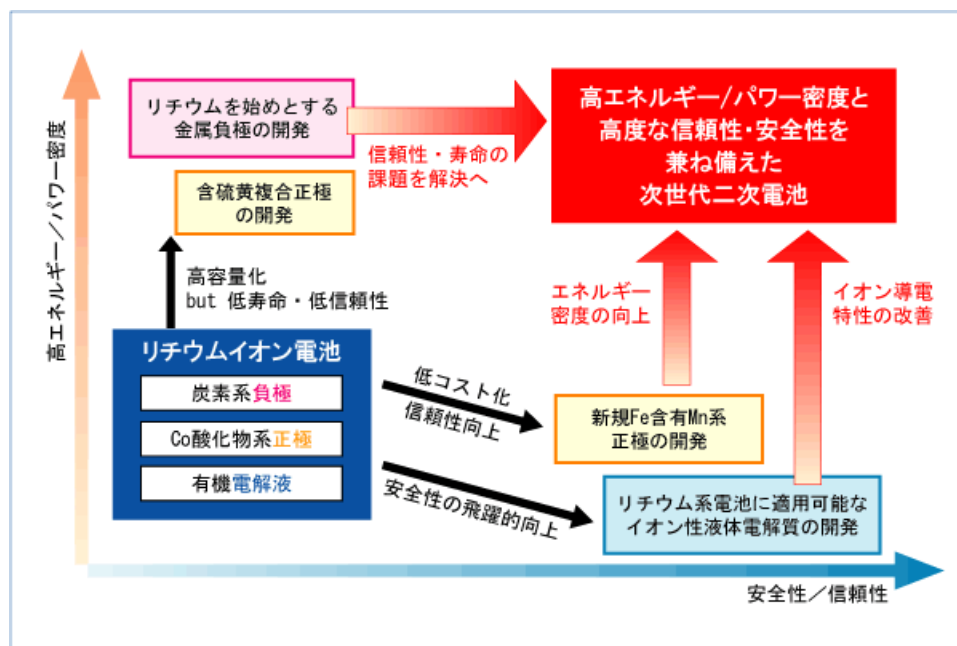 高エネルギー／パワー密度
リチウムを始めとする
金属負極の開発
信頼性・寿命の
課題を解決へ
高エネルギー/パワー密度と
高度な信頼性・安全性を
兼ね備えた
次世代二次電池
含硫黄複合正極
の開発
高容量化
but 低寿命・低信頼性
エネルギー
密度の向上
イオン導電
特性の改善
リチウムイオン電池
炭素系負極
Co酸化物系正極
有機電解液
低コスト化
信頼性向上
新規Fe含有Mn系
正極の開発
安全性の飛躍的向上
リチウム系電池に適用可能な
イオン性液体電解質の開発
安全性／信頼性